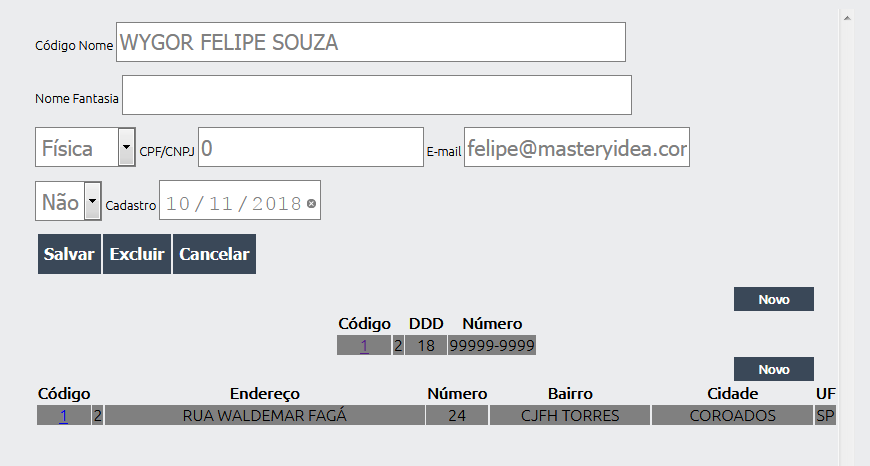 Código Nome WYGOR FELIPE SOUZA
Nome Fantasia
Física CPF/CNPJ 0 E-mail felipe@masteryidea.cor
Não Cadastro 10/11/2018
Salvar Excluir Cancelar
Novo
Código DDD Número
1 2 18 99999-9999
Novo
Código Endereço Número Bairro Cidade UF
1 2 RUA WALDEMAR FAGÁ 24 CJFH TORRES COROADOS SP